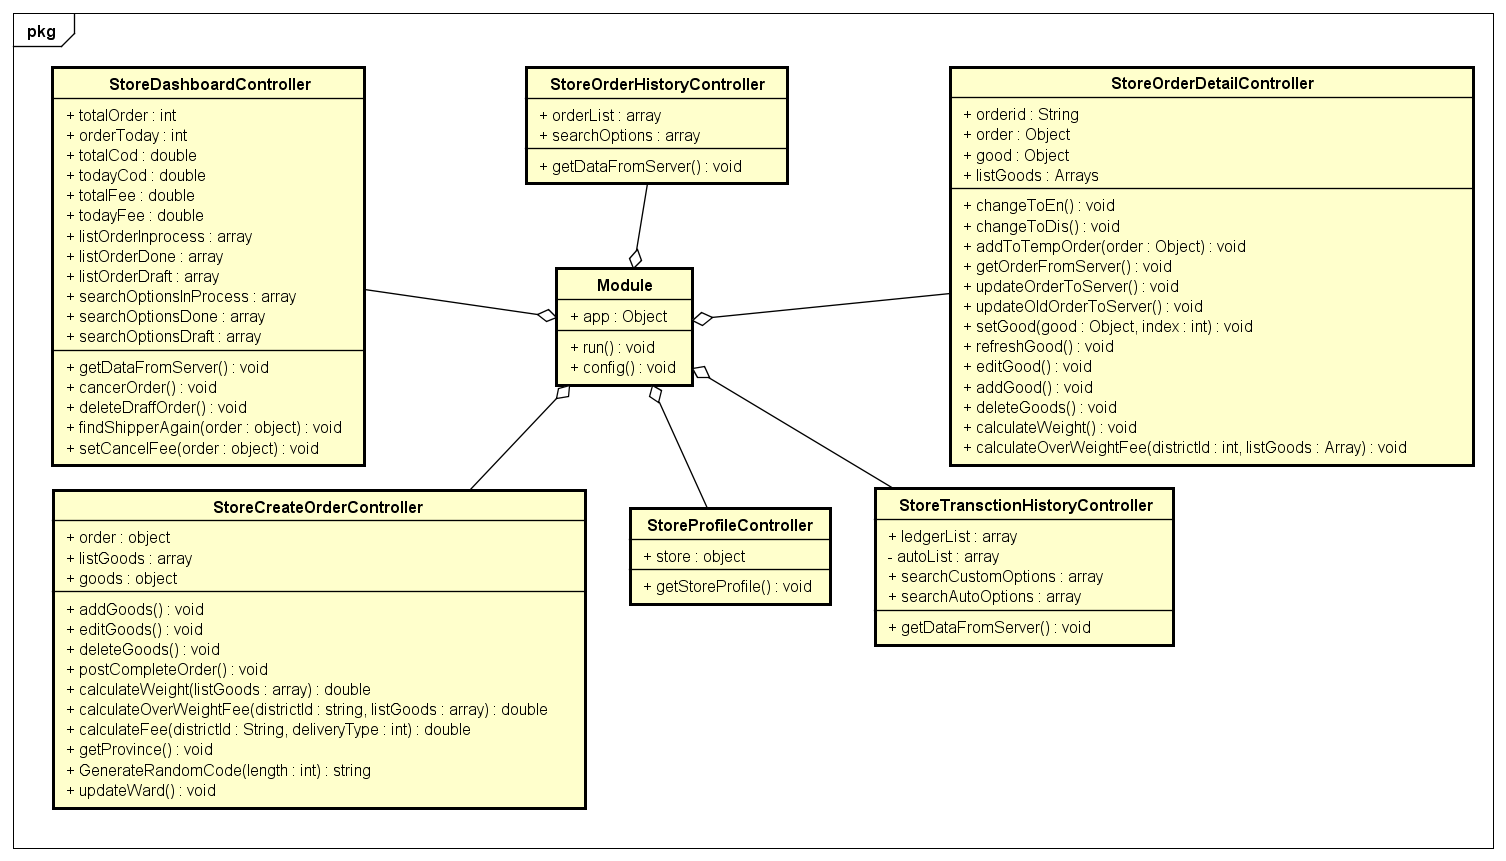 pkg
StoreDashboardController
+ totalOrder : int
+ orderToday : int
+ totalCod : double
+ todayCod : double
+ totalFee : double
+ todayFee : double
+ listOrderInprocess : array
+ listOrderDone : array
+ listOrderDraft : array
+ searchOptionsInProcess : array
+ searchOptionsDone : array
+ searchOptionsDraft : array
+ getDataFromServer() : void
+ cancerOrder() : void
+ deleteDraffOrder() : void
+ findShipperAgain(order : object) : void
+ setCancelFee(order : object) : void
StoreOrderHistoryController
+ orderList : array
+ searchOptions : array
+ getDataFromServer() : void
StoreOrderDetailController
+ orderid : String
+ order : Object
+ good : Object
+ listGoods : Arrays
+ changeToEn() : void
+ changeToDis() : void
+ addToTempOrder(order : Object) : void
+ getOrderFromServer() : void
+ updateOrderToServer() : void
+ updateOldOrderToServer() : void
+ setGood(good : Object, index : int) : void
+ refreshGood() : void
+ editGood() : void
+ addGood() : void
+ deleteGoods() : void
+ calculateWeight() : void
+ calculateOverWeightFee(districtId : int, listGoods : Array) : void
Module
+ app : Object
+ run() : void
+ config() : void
StoreCreateOrderController
+ order : object
+ listGoods : array
+ goods : object
+ addGoods() : void
+ editGoods() : void
+ deleteGoods() : void
+ postCompleteOrder() : void
+ calculateWeight(listGoods : array) : double
+ calculateOverWeightFee(districtId : string, listGoods : array) : double
+ calculateFee(districtId : String, deliveryType : int) : double
+ getProvince() : void
+ GenerateRandomCode(length : int) : string
+ updateWard() : void
StoreProfileController
+ store : object
+ getStoreProfile() : void
StoreTransctionHistoryController
+ ledgerList : array
- autoList : array
+ searchCustomOptions : array
+ searchAutoOptions : array
+ getDataFromServer() : void